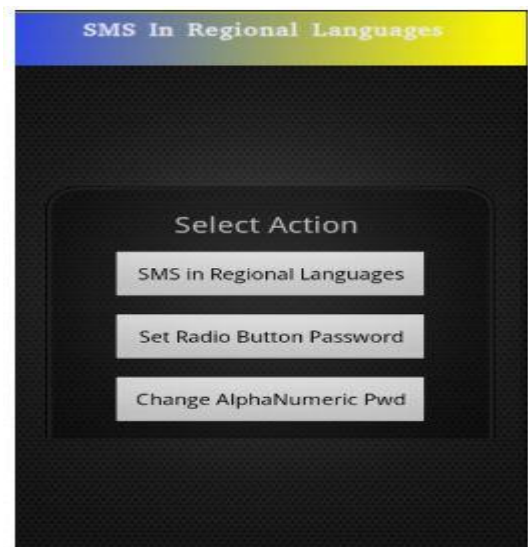 SMS In Regional Languages
Select Action
SMS in Regional Languages
Set Radio Button Password
Change AlphaNumeric Pwd